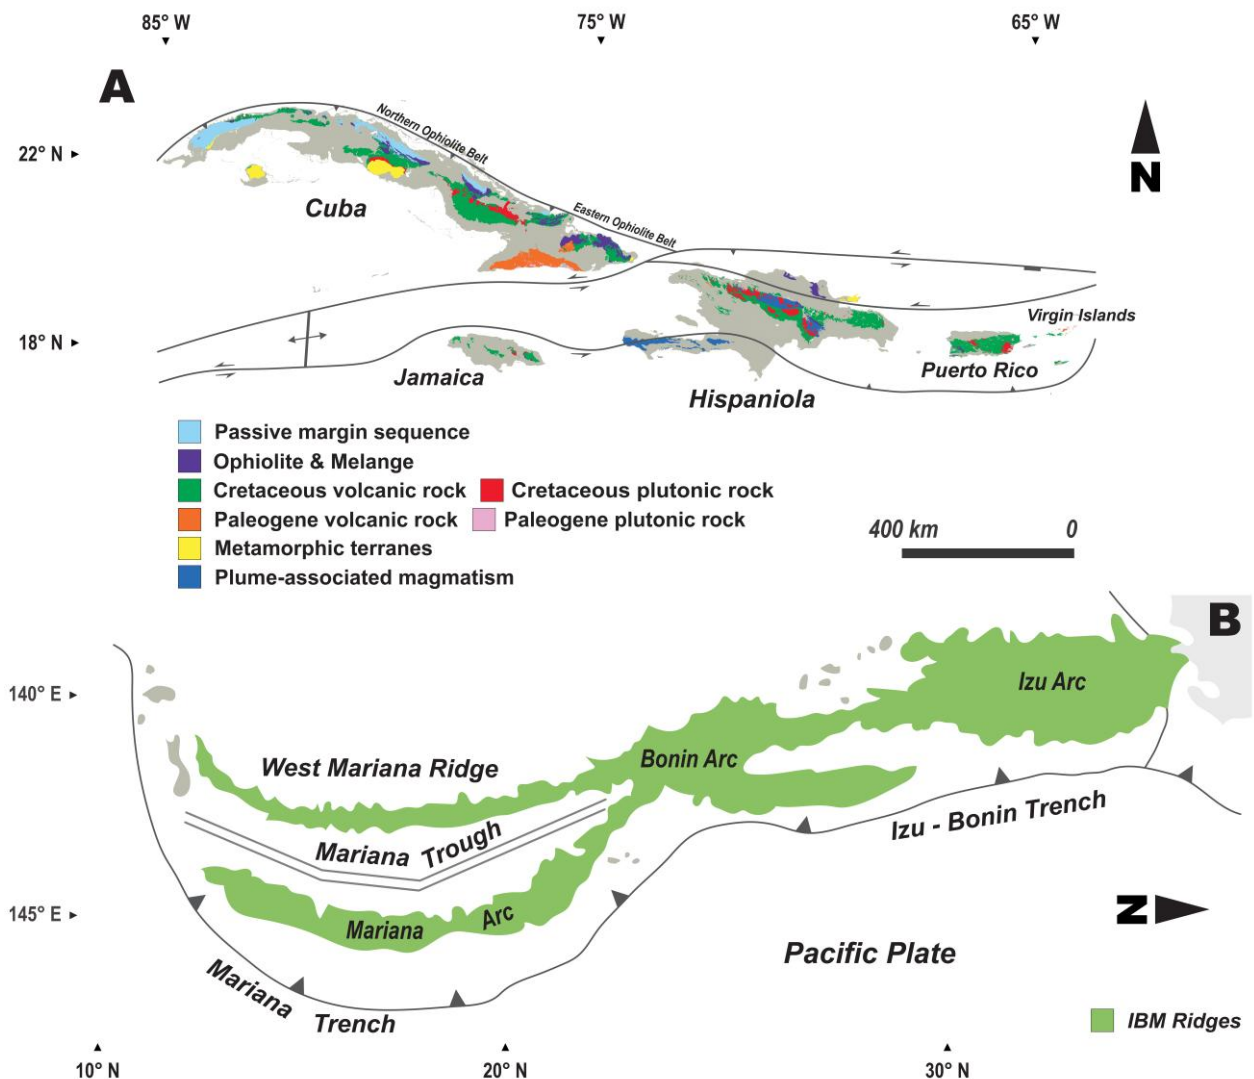 85° W
75° W
65° W
A
Northern Ophiolite Belt
22° N
N
Cuba
Eastern Ophiolite Belt
Virgin Islands
18° N
Jamaica
Puerto Rico
Hispaniola
Passive margin sequence
Ophiolite & Melange
Cretaceous volcanic rock
Cretaceous plutonic rock
Paleogene volcanic rock
Paleogene plutonic rock
Metamorphic terranes
Plume-associated magmatism
400 km
0
B
140° E
Izu Arc
Bonin Arc
West Mariana Ridge
Izu - Bonin Trench
Mariana Trough
145° E
N
Mariana Arc
Pacific Plate
Mariana Trench
IBM Ridges
10° N
20° N
30° N